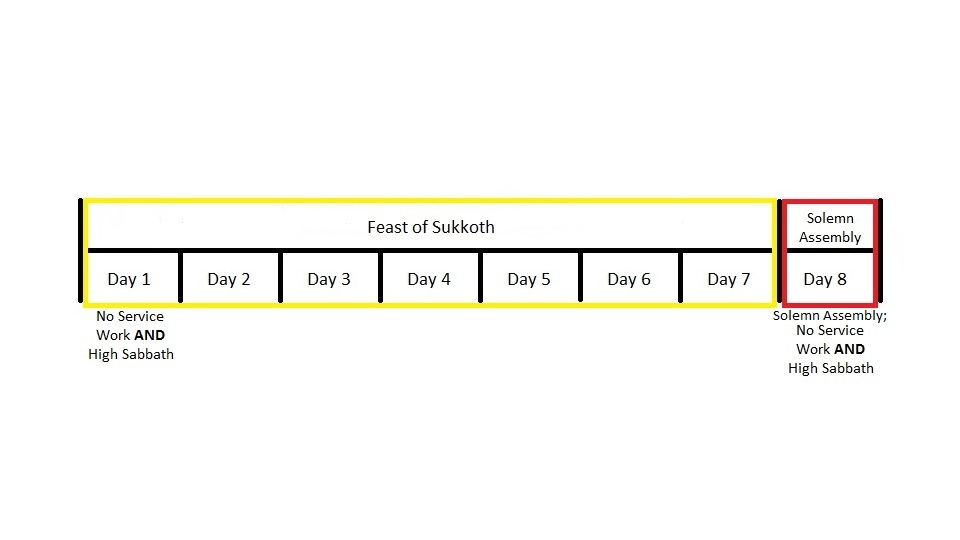 Feast of Sukkoth
Solemn
Assembly
Day 1
Day 2
Day 3
Day 4
Day 5
Day 6
Day 7
Day 8
No Service
Work AND
High Sabbath
Solemn Assembly;
No Service
Work AND
High Sabbath